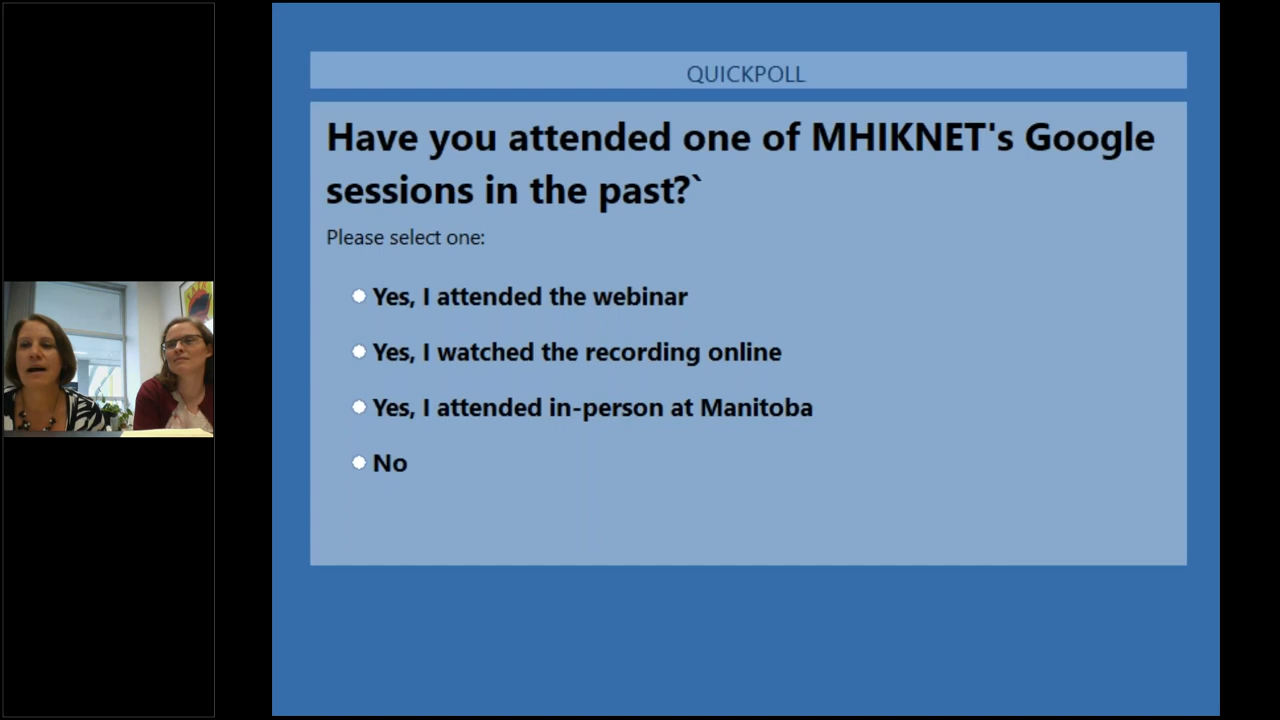 QUICKPOLL
Have you attended one of MHIKNET's Google
sessions in the past?`
Please select one:
Yes, I attended the webinar
Yes, I watched the recording online
Yes, I attended in-person at Manitoba
No